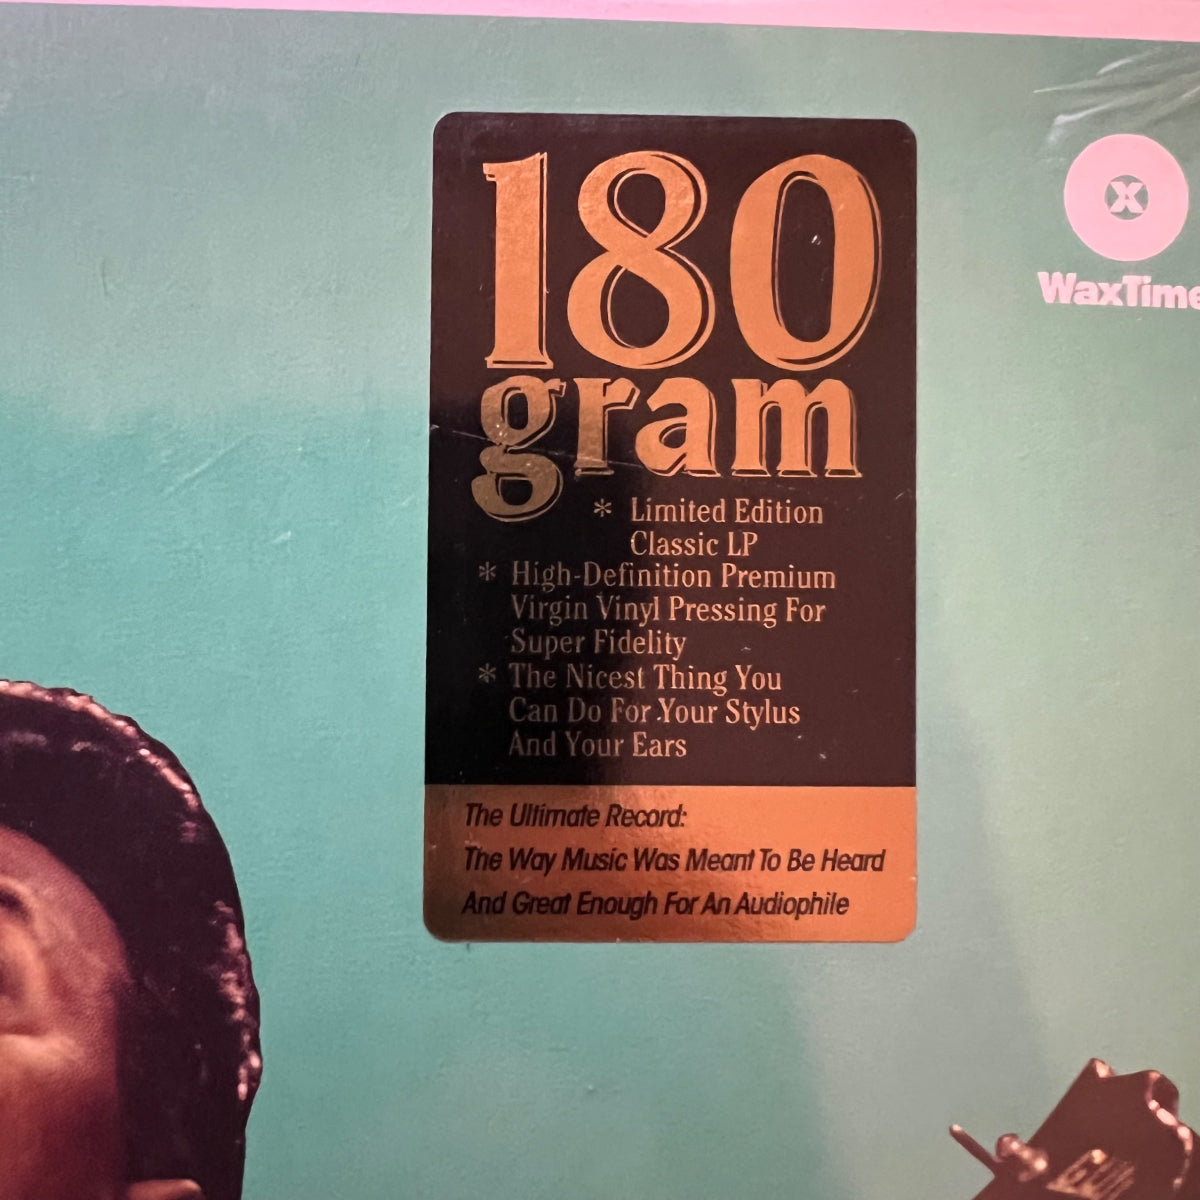 180
gram
* Limited Edition
Classic LP
* High-Definition Premium
Virgin Vinyl Pressing For
Super Fidelity
* The Nicest Thing You
Can Do For Your Stylus
And Your Ears
The Ultimate Record:
The Way Music Was Meant To Be Heard
And Great Enough For An Audiophile
X
WaxTime